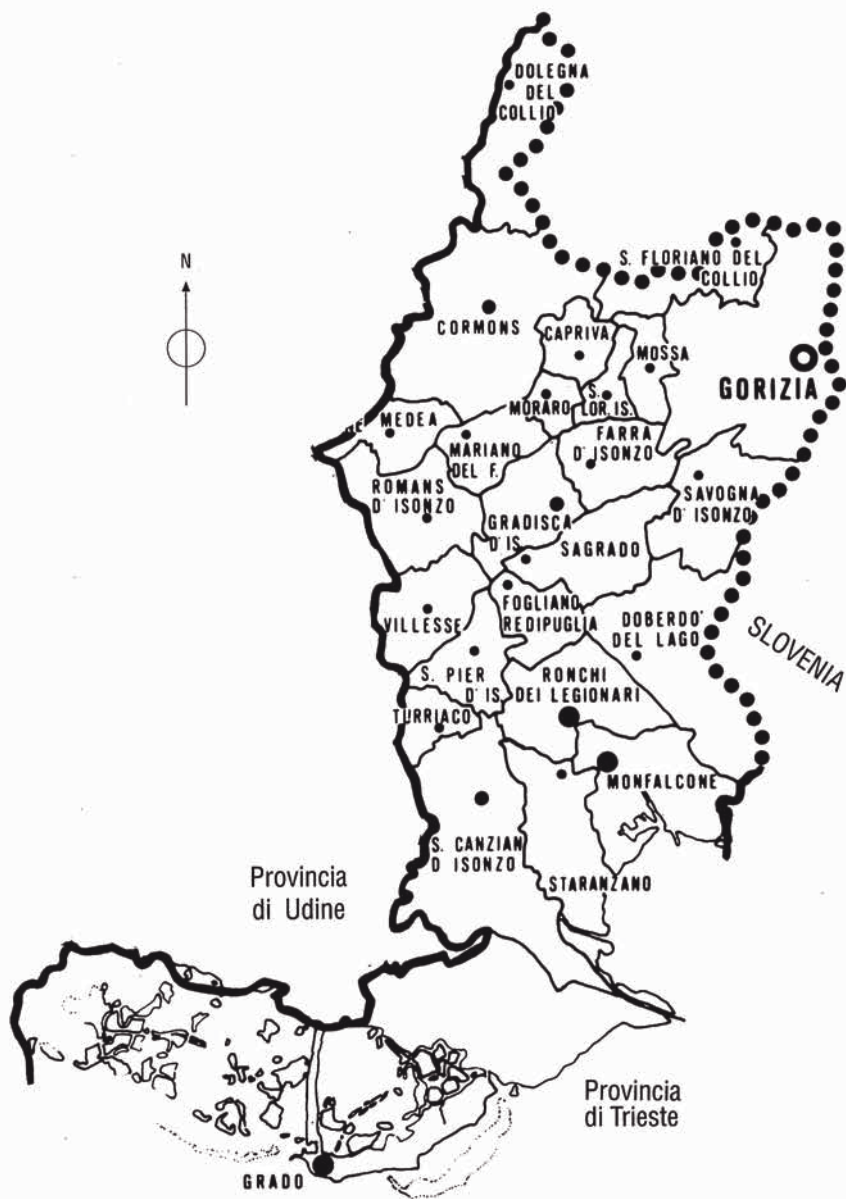 DOLEGNA
DEL
COLLIO
N
S. FLORIANO DEL
COLLIO
CORMONS
CAPRIVA
MOSSA
GORIZIA
MORARO
S.
LOR. IS.
MEDEA
MARIANO
DEL F.
FARRA
D'ISONZO
ROMANS
D'ISONZO
GRADISCA
D'IS.
SAVOGNA
D'ISONZO
SAGRADO
VILLESSE
FOGLIANO
REDIPUGLIA
DOBERDO'
DEL LAGO
SLOVENIA
S. PIER
D'IS.
RONCHI
DEI LEGIONARI
TURRIACO
MONFALCONE
S. CANZIAN
D ISONZO
STARANZANO
Provincia
di Udine
Provincia
di Trieste
GRADO